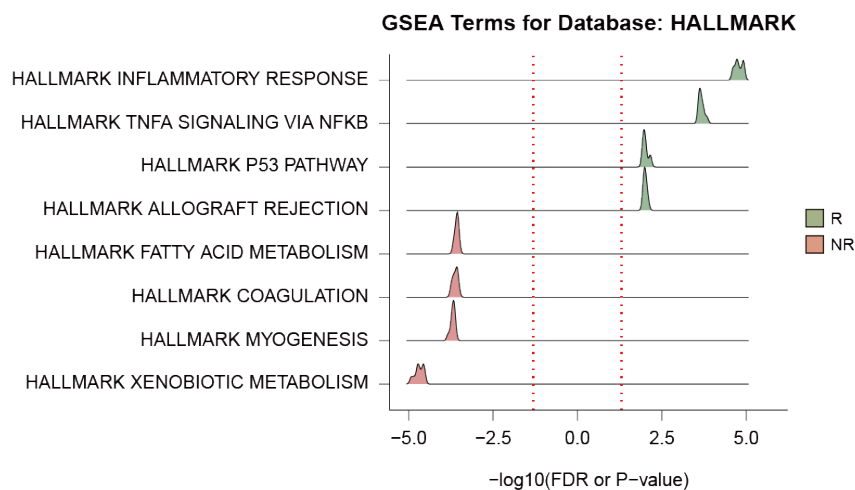 GSEA Terms for Database: HALLMARK
HALLMARK INFLAMMATORY RESPONSE
HALLMARK TNFA SIGNALING VIA NFKB
HALLMARK P53 PATHWAY
HALLMARK ALLOGRAFT REJECTION
HALLMARK FATTY ACID METABOLISM
HALLMARK COAGULATION
HALLMARK MYOGENESIS
HALLMARK XENOBIOTIC METABOLISM
R
NR
−5.0 −2.5 0.0 2.5 5.0
−log10(FDR or P−value)